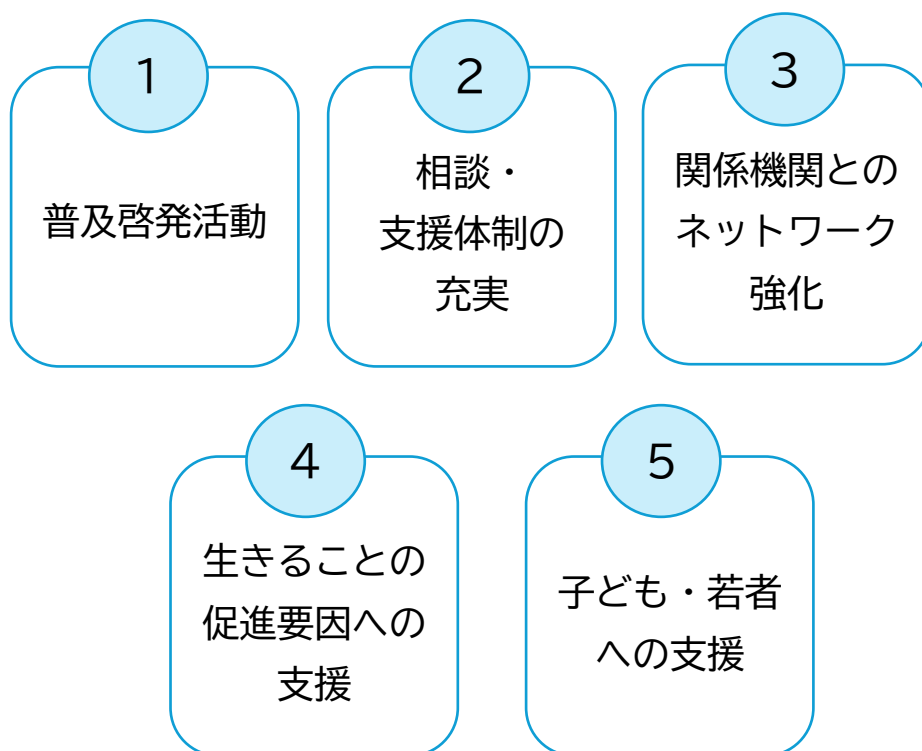 1
普及啓発活動
2
相談・
支援体制の
充実
3
関係機関との
ネットワーク
強化
4
生きることの
促進要因への
支援
5
子ども・若者
への支援